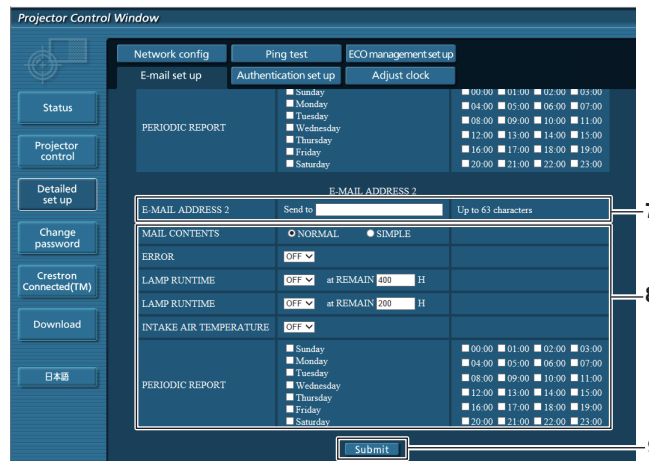 Projector Control Window
Network config Ping test ECO management set up
E-mail set up Authentication set up Adjust clock
Status
Projector control
Detailed set up
Change password
Crestron Connected(TM)
Download
日本語
PERIODIC REPORT
Sunday
Monday
Tuesday
Wednesday
Thursday
Friday
Saturday
00:00 01:00 02:00 03:00
04:00 05:00 06:00 07:00
08:00 09:00 10:00 11:00
12:00 13:00 14:00 15:00
16:00 17:00 18:00 19:00
20:00 21:00 22:00 23:00
E-MAIL ADDRESS 2
E-MAIL ADDRESS 2 Send to Up to 63 characters
MAIL CONTENTS NORMAL SIMPLE
ERROR OFF
LAMP RUNTIME OFF at REMAIN 400 H
LAMP RUNTIME OFF at REMAIN 200 H
INTAKE AIR TEMPERATURE OFF
PERIODIC REPORT
Sunday
Monday
Tuesday
Wednesday
Thursday
Friday
Saturday
00:00 01:00 02:00 03:00
04:00 05:00 06:00 07:00
08:00 09:00 10:00 11:00
12:00 13:00 14:00 15:00
16:00 17:00 18:00 19:00
20:00 21:00 22:00 23:00
Submit
7
8